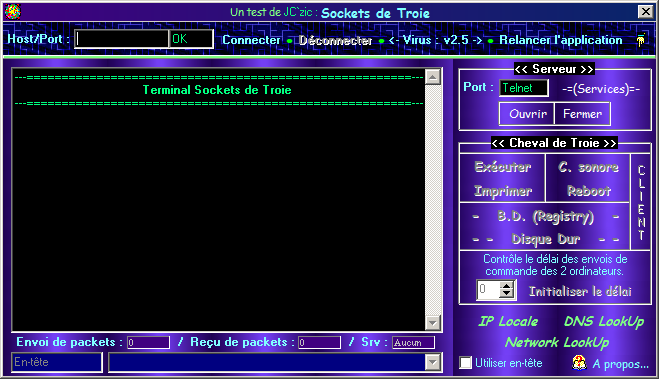 Un test de JC`zic : Sockets de Troie
Host/Port : OK Connecter Déconnecter <- Virus : v2.5 -> Relancer l'application
---===========================================================---
Terminal Sockets de Troie
---===========================================================---
<< Serveur >>
Port : Telnet -=(Services)=-
Ouvrir Fermer
<< Cheval de Troie >>
Exécuter C. sonore
Imprimer Reboot
- B.D. (Registry) -
- - Disque Dur - -
CLIENT
Contrôle le délai des envois de
commande des 2 ordinateurs.
0 Initialiser le délai
IP Locale DNS LookUp
Network LookUp
Utiliser en-tête A propos...
Envoi de packets : 0 / Reçu de packets : 0 / Srv : Aucun
En-tête